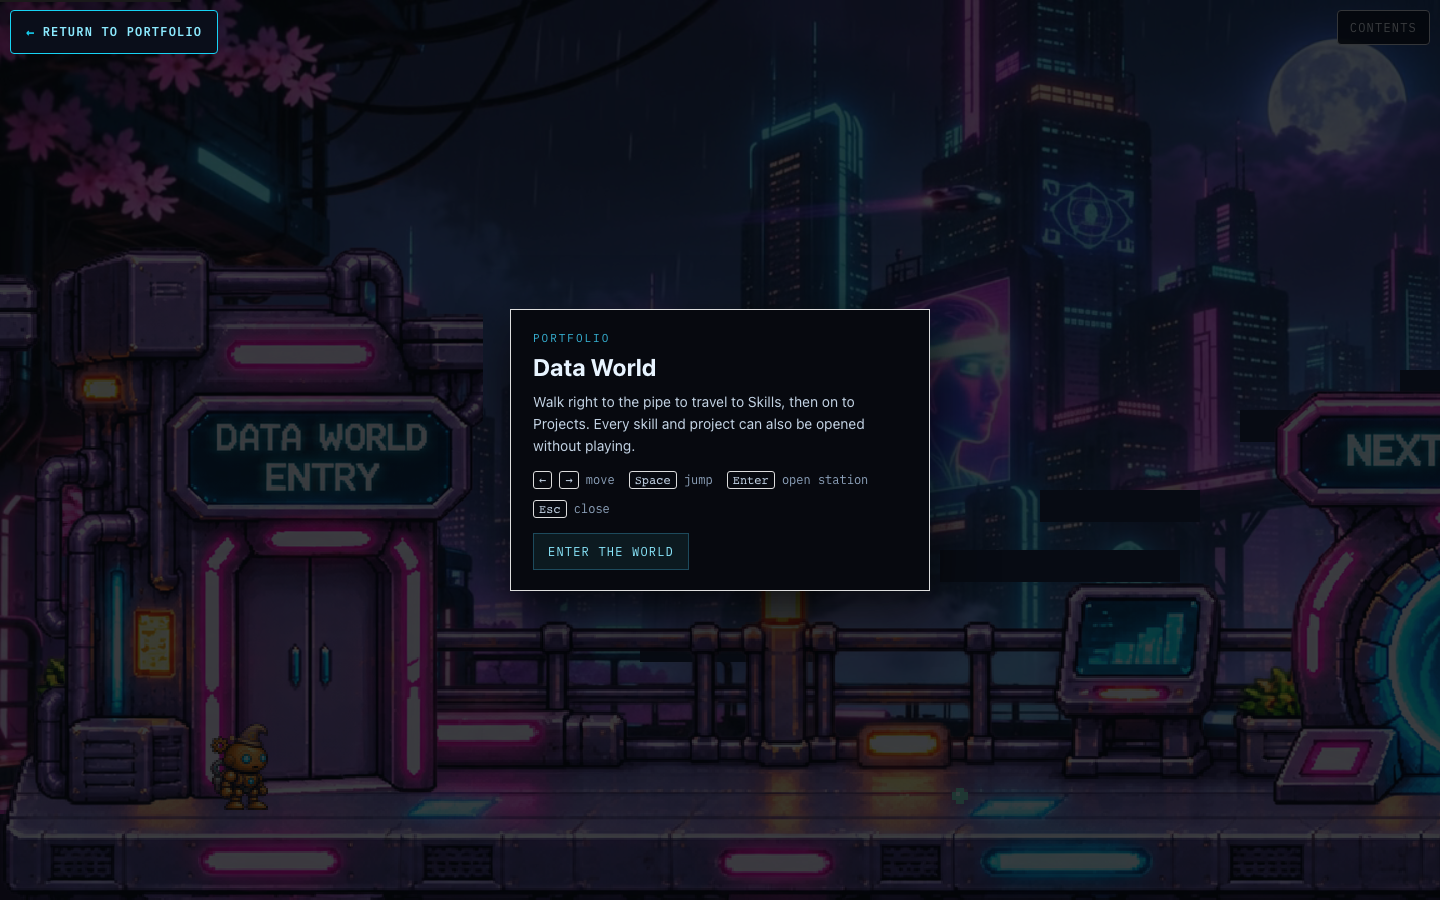 ← RETURN TO PORTFOLIO
CONTENTS
PORTFOLIO
Data World
Walk right to the pipe to travel to Skills, then on to
Projects. Every skill and project can also be opened
without playing.
← → move Space jump Enter open station
Esc close
ENTER THE WORLD
DATA WORLD
ENTRY
NEXT